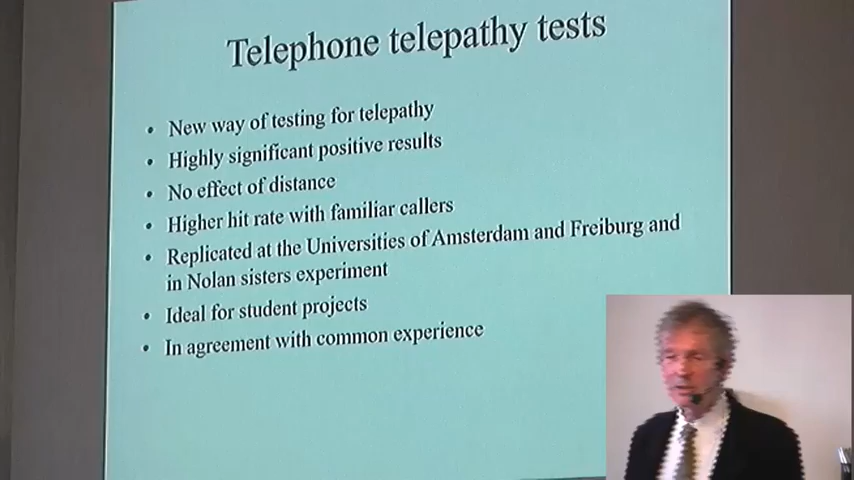 Telephone telepathy tests
• New way of testing for telepathy
• Highly significant positive results
• No effect of distance
• Higher hit rate with familiar callers
• Replicated at the Universities of Amsterdam and Freiburg and
in Nolan sisters experiment
• Ideal for student projects
• In agreement with common experience